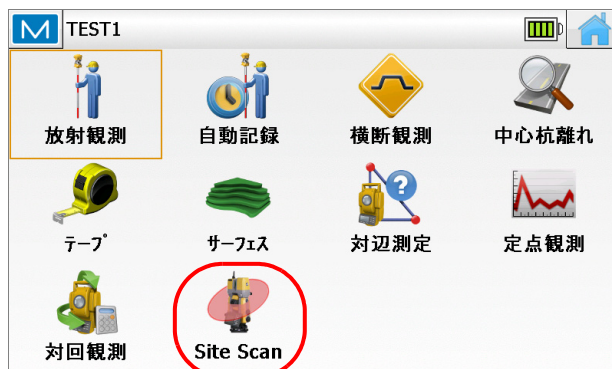 M TEST1
放射観測 自動記録 横断観測 中心杭離れ
テープ サーフェス 対辺測定 定点観測
対回観測 Site Scan